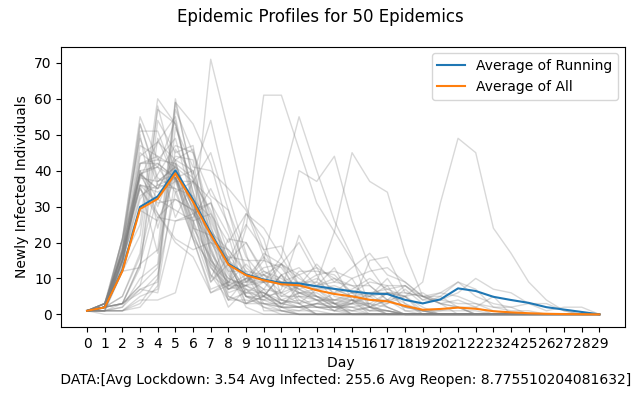 Epidemic Profiles for 50 Epidemics
Average of Running
Average of All
Newly Infected Individuals
70
60
50
40
30
20
10
0
0 1 2 3 4 5 6 7 8 9 10 11 12 13 14 15 16 17 18 19 20 21 22 23 24 25 26 27 28 29
Day
DATA:[Avg Lockdown: 3.54 Avg Infected: 255.6 Avg Reopen: 8.775510204081632]